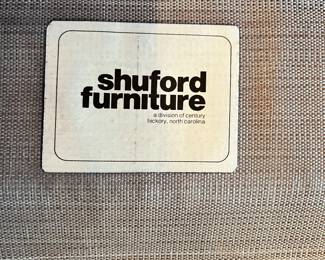 shuford
furniture
a division of century
hickory, north carolina